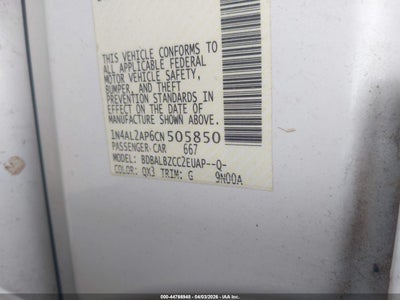 THIS VEHICLE CONFORMS TO
ALL APPLICABLE FEDERAL
MOTOR VEHICLE SAFETY,
BUMPER, AND THEFT
PREVENTION STANDARDS IN
EFFECT ON THE DATE OF
MANUFACTURE SHOWN ABOVE.
1N4AL2AP6CN505850
PASSENGER CAR 667
MODEL: BDBALBZCC2EUAP--Q-
COLOR: QX3 TRIM: G 9N00A
000-44766948 - 04/03/2026 - IAA Inc.